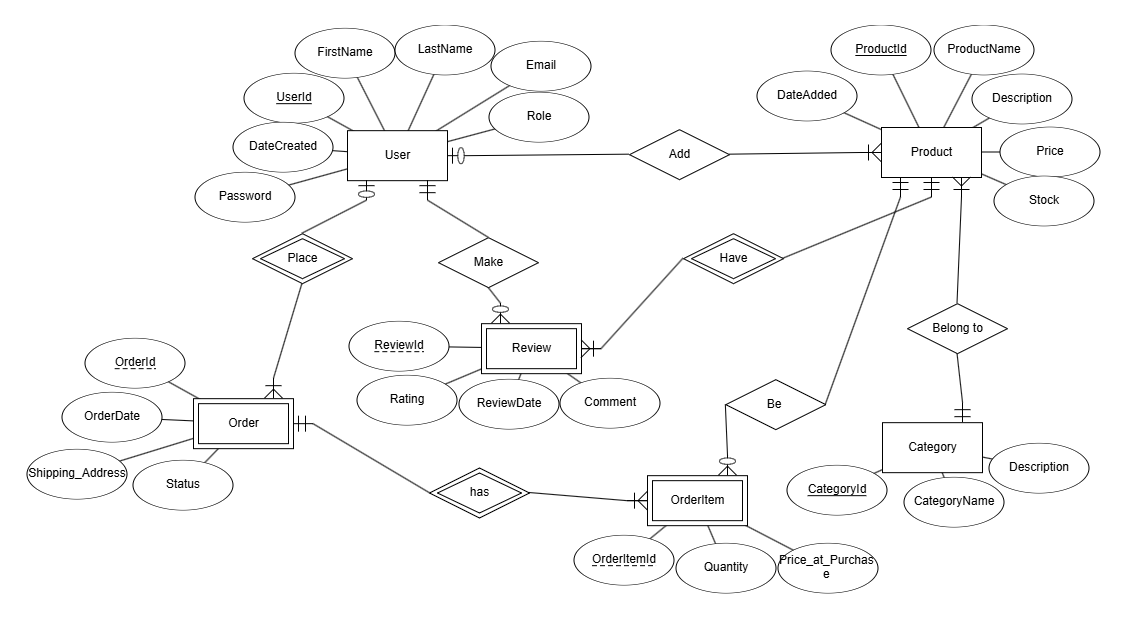 FirstName
LastName
Email
UserId
Role
DateCreated
User
Password
Add
ProductId
ProductName
DateAdded
Description
Product
Price
Stock
Place
Make
Have
Belong to
ReviewId
Review
Rating
ReviewDate
Comment
OrderId
OrderDate
Order
Shipping_Address
Status
Be
has
Category
CategoryId
CategoryName
Description
OrderItem
OrderItemId
Quantity
Price_at_Purchas
e